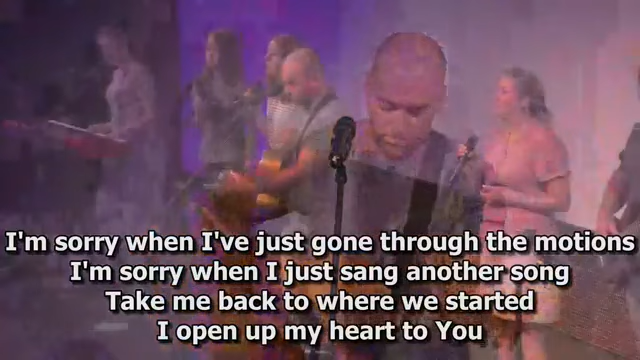 I'm sorry when I've just gone through the motions
I'm sorry when I just sang another song
Take me back to where we started
I open up my heart to You